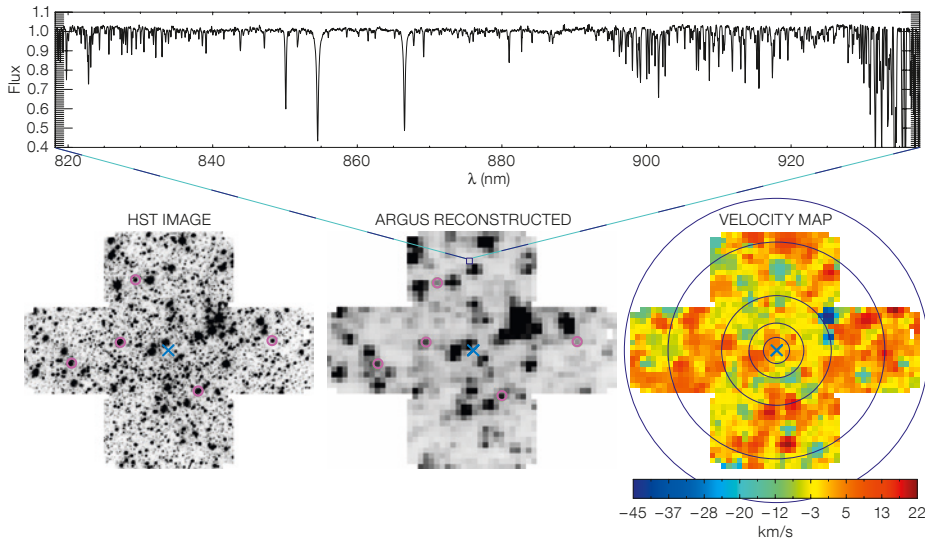 1.1
1.0
0.9
0.8
0.7
0.6
0.5
0.4
Flux
820 840 860 880 900 920
λ (nm)
HST IMAGE
ARGUS RECONSTRUCTED
VELOCITY MAP
−45 −37 −28 −20 −12 −3 5 13 22
km/s